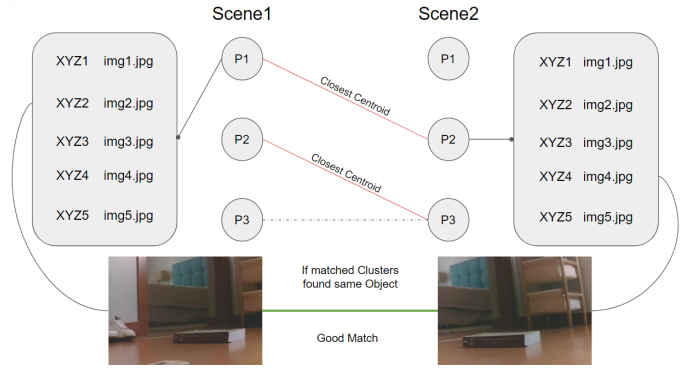 Scene1
Scene2
XYZ1 img1.jpg
XYZ2 img2.jpg
XYZ3 img3.jpg
XYZ4 img4.jpg
XYZ5 img5.jpg
P1
P2
P3
Closest Centroid
Closest Centroid
P1
P2
P3
XYZ1 img1.jpg
XYZ2 img2.jpg
XYZ3 img3.jpg
XYZ4 img4.jpg
XYZ5 img5.jpg
If matched Clusters
found same Object
Good Match